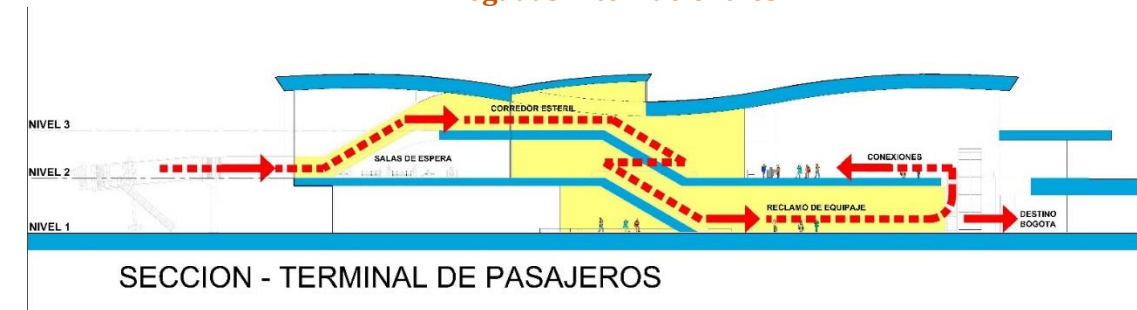 NIVEL 3
CORREDOR ESTERIL
SALAS DE ESPERA
CONEXIONES
NIVEL 2
RECLAMO DE EQUIPAJE
NIVEL 1
DESTINO
BOGOTA
SECCION - TERMINAL DE PASAJEROS